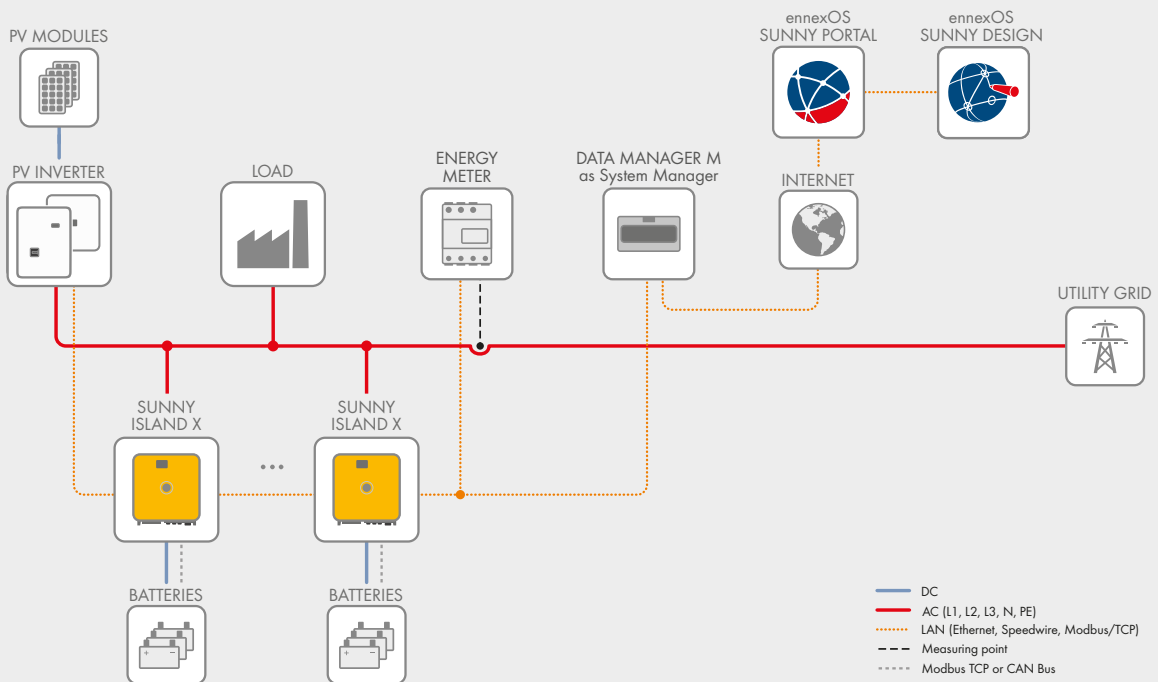 ennexOS
SUNNY PORTAL
ennexOS
SUNNY DESIGN
PV MODULES
PV INVERTER
LOAD
ENERGY
METER
DATA MANAGER M
as System Manager
INTERNET
UTILITY GRID
SUNNY
ISLAND X
SUNNY
ISLAND X
...
BATTERIES
BATTERIES
DC
AC (L1, L2, L3, N, PE)
LAN (Ethernet, Speedwire, Modbus/TCP)
Measuring point
Modbus TCP or CAN Bus